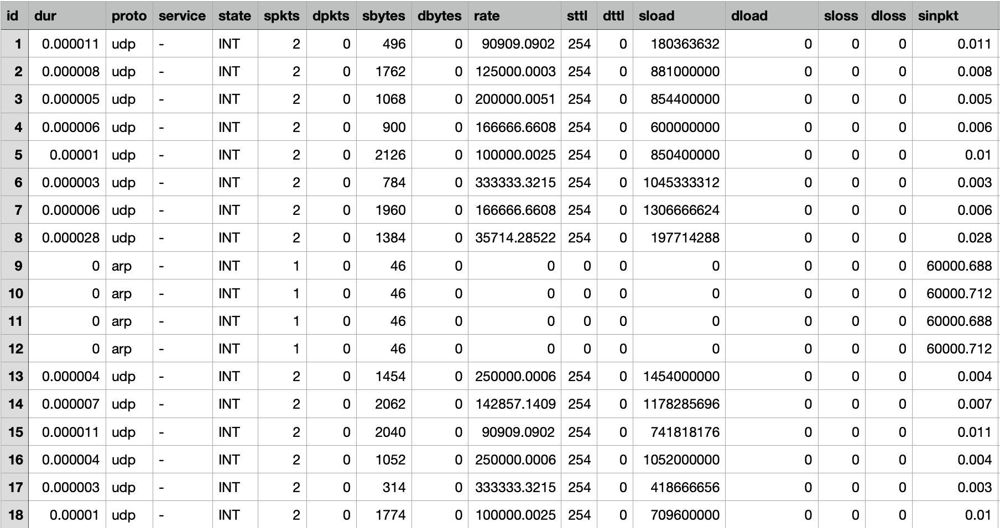 id dur proto service state spkts dpkts sbytes dbytes rate sttl dttl sload dload sloss dloss sinpkt
1 0.000011 udp - INT 2 0 496 0 90909.0902 254 0 180363632 0 0 0 0.011
2 0.000008 udp - INT 2 0 1762 0 125000.0003 254 0 881000000 0 0 0 0.008
3 0.000005 udp - INT 2 0 1068 0 200000.0051 254 0 854400000 0 0 0 0.005
4 0.000006 udp - INT 2 0 900 0 166666.6608 254 0 600000000 0 0 0 0.006
5 0.00001 udp - INT 2 0 2126 0 100000.0025 254 0 850400000 0 0 0 0.01
6 0.000003 udp - INT 2 0 784 0 333333.3215 254 0 1045333312 0 0 0 0.003
7 0.000006 udp - INT 2 0 1960 0 166666.6608 254 0 1306666624 0 0 0 0.006
8 0.000028 udp - INT 2 0 1384 0 35714.28522 254 0 197714288 0 0 0 0.028
9 0 arp - INT 1 0 46 0 0 0 0 0 0 0 0 60000.688
10 0 arp - INT 1 0 46 0 0 0 0 0 0 0 0 60000.712
11 0 arp - INT 1 0 46 0 0 0 0 0 0 0 0 60000.688
12 0 arp - INT 1 0 46 0 0 0 0 0 0 0 0 60000.712
13 0.000004 udp - INT 2 0 1454 0 250000.0006 254 0 1454000000 0 0 0 0.004
14 0.000007 udp - INT 2 0 2062 0 142857.1409 254 0 1178285696 0 0 0 0.007
15 0.000011 udp - INT 2 0 2040 0 90909.0902 254 0 741818176 0 0 0 0.011
16 0.000004 udp - INT 2 0 1052 0 250000.0006 254 0 1052000000 0 0 0 0.004
17 0.000003 udp - INT 2 0 314 0 333333.3215 254 0 418666656 0 0 0 0.003
18 0.00001 udp - INT 2 0 1774 0 100000.0025 254 0 709600000 0 0 0 0.01